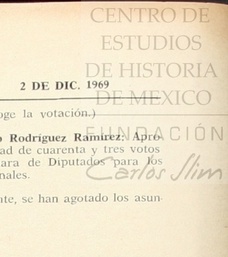 CENTRO DE
ESTUDIOS
DE HISTORIA
DE MEXICO
2 DE DIC. 1969
oge la votación.)
FUNDACIÓN
o Rodríguez Ramírez: Apro-
dad de cuarenta y tres votos
ara de Diputados para los
nales.
Carlos Slim
nte, se han agotado los asun-